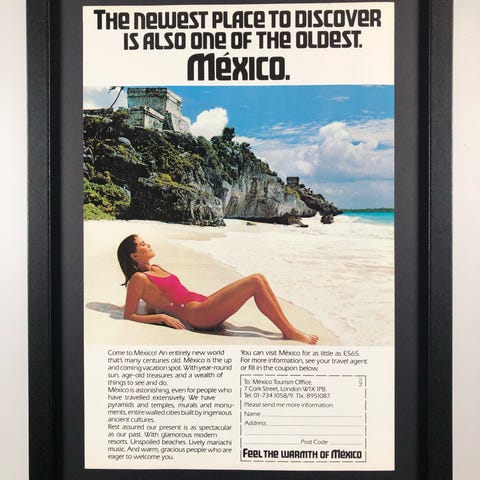 The newest place to discover
is also one of the oldest.
México.
Come to México! An entirely new world
that's many centuries old. México is the up
and coming vacation spot. With year-round
sun, age-old treasures and a wealth of
things to see and do.
México is astonishing, even for people who
have travelled extensively. We have
pyramids and temples, murals and monu-
ments, entire walled cities built by ingenious
ancient cultures.
Rest assured our present is as spectacular
as our past. With glamorous modern
resorts. Unspoiled beaches. Lively mariachi
music. And warm, gracious people who are
eager to welcome you.
You can visit México for as little as £565.
For more information, see your travel agent
or fill in the coupon below.
To: México Tourism Office,
7 Cork Street, London W1X 1PB.
Tel: 01-734 1058/9. Tlx: 8951087.
Please send me more information.
Name
Address
Post Code
Feel the warmth of México